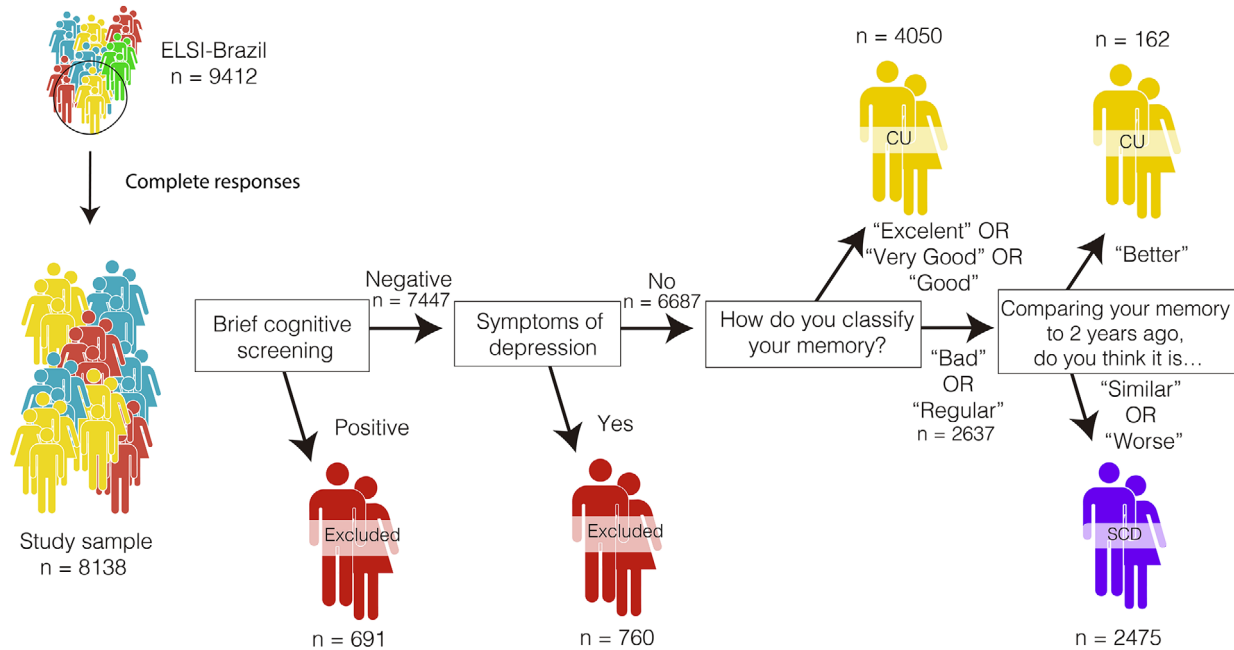 ELSI-Brazil
n = 9412
Complete responses
Study sample
n = 8138
Brief cognitive
screening
Negative
n = 7447
Positive
Excluded
n = 691
Symptoms of
depression
No
n = 6687
Yes
Excluded
n = 760
How do you classify
your memory?
n = 4050
CU
“Excelent” OR
“Very Good” OR
“Good”
“Bad”
OR
“Regular”
n = 2637
Comparing your memory
to 2 years ago,
do you think it is...
n = 162
CU
“Better”
“Similar”
OR
“Worse”
SCD
n = 2475